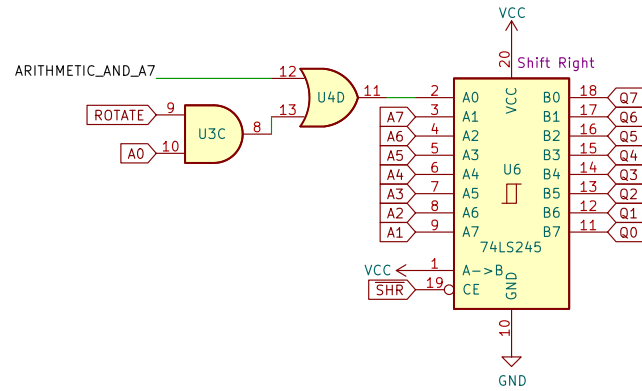 VCC
20
Shift Right
ARITHMETIC_AND_A7 12
U4D 11 2 A0 VCC B0 18 Q7
ROTATE 9 13 A7 3 A1 B1 17 Q6
U3C 8 A6 4 A2 B2 16 Q5
A0 10 A5 5 A3 B3 15 Q4
A4 6 A4 U6 B4 14 Q3
A3 7 A5 B5 13 Q2
A2 8 A6 B6 12 Q1
A1 9 A7 B7 11 Q0
74LS245
VCC 1 A->B
SHR 19 CE GND
10
GND